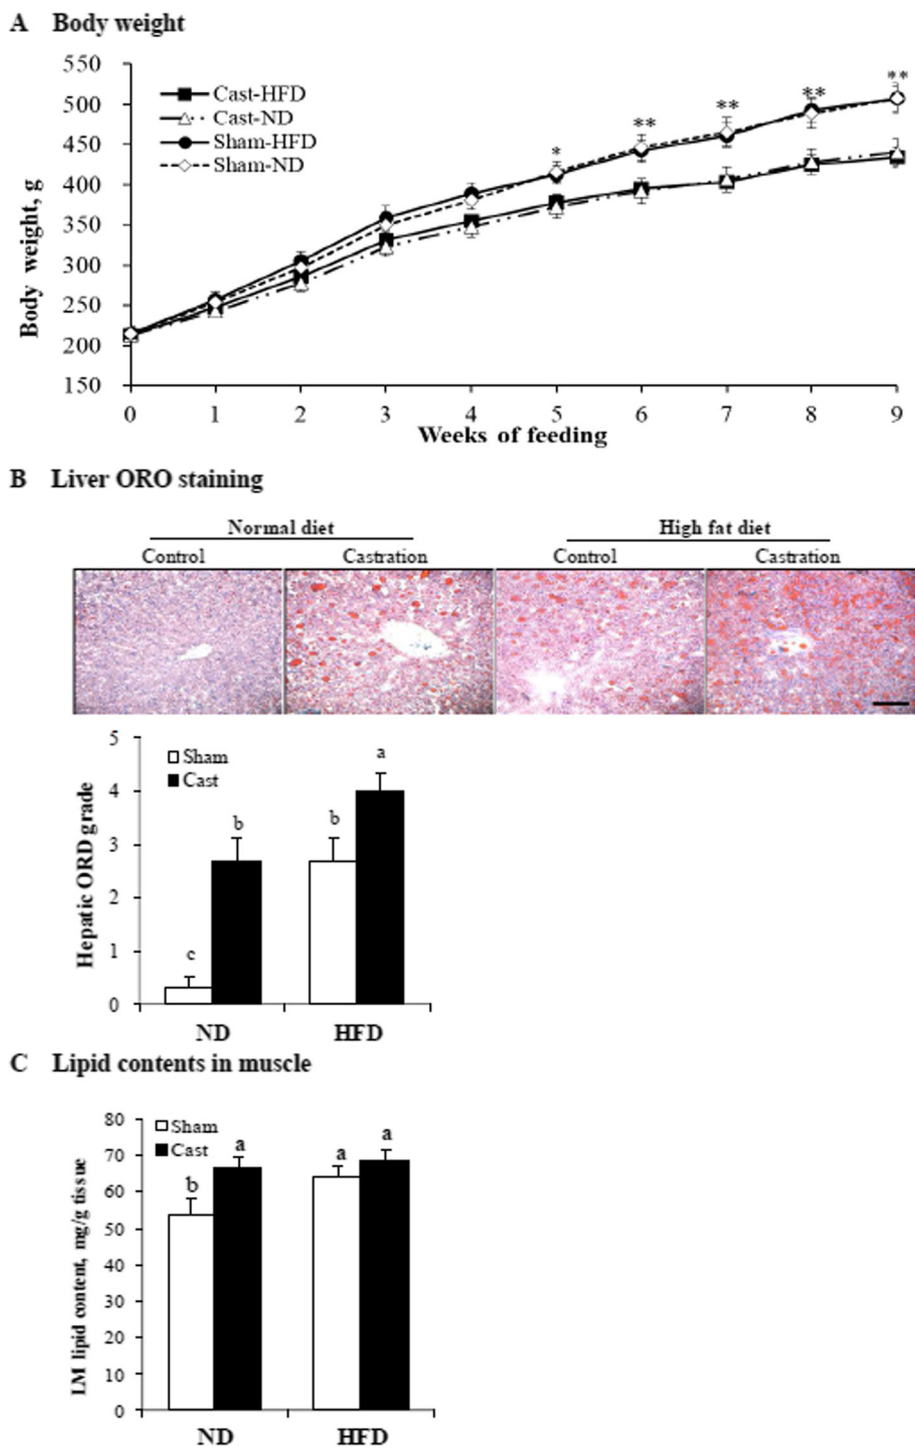 A Body weight
550
500
450
400
350
300
250
200
150
Body weight, g
Cast-HFD
Cast-ND
Sham-HFD
Sham-ND
*
**
**
**
**
0 1 2 3 4 5 6 7 8 9
Weeks of feeding
B Liver ORO staining
Normal diet High fat diet
Control Castration Control Castration
5
4
3
2
1
0
Hepatic ORD grade
Sham
Cast
c b b a
ND HFD
C Lipid contents in muscle
80
70
60
50
40
30
20
10
0
LM lipid content, mg/g tissue
Sham
Cast
b a a a
ND HFD